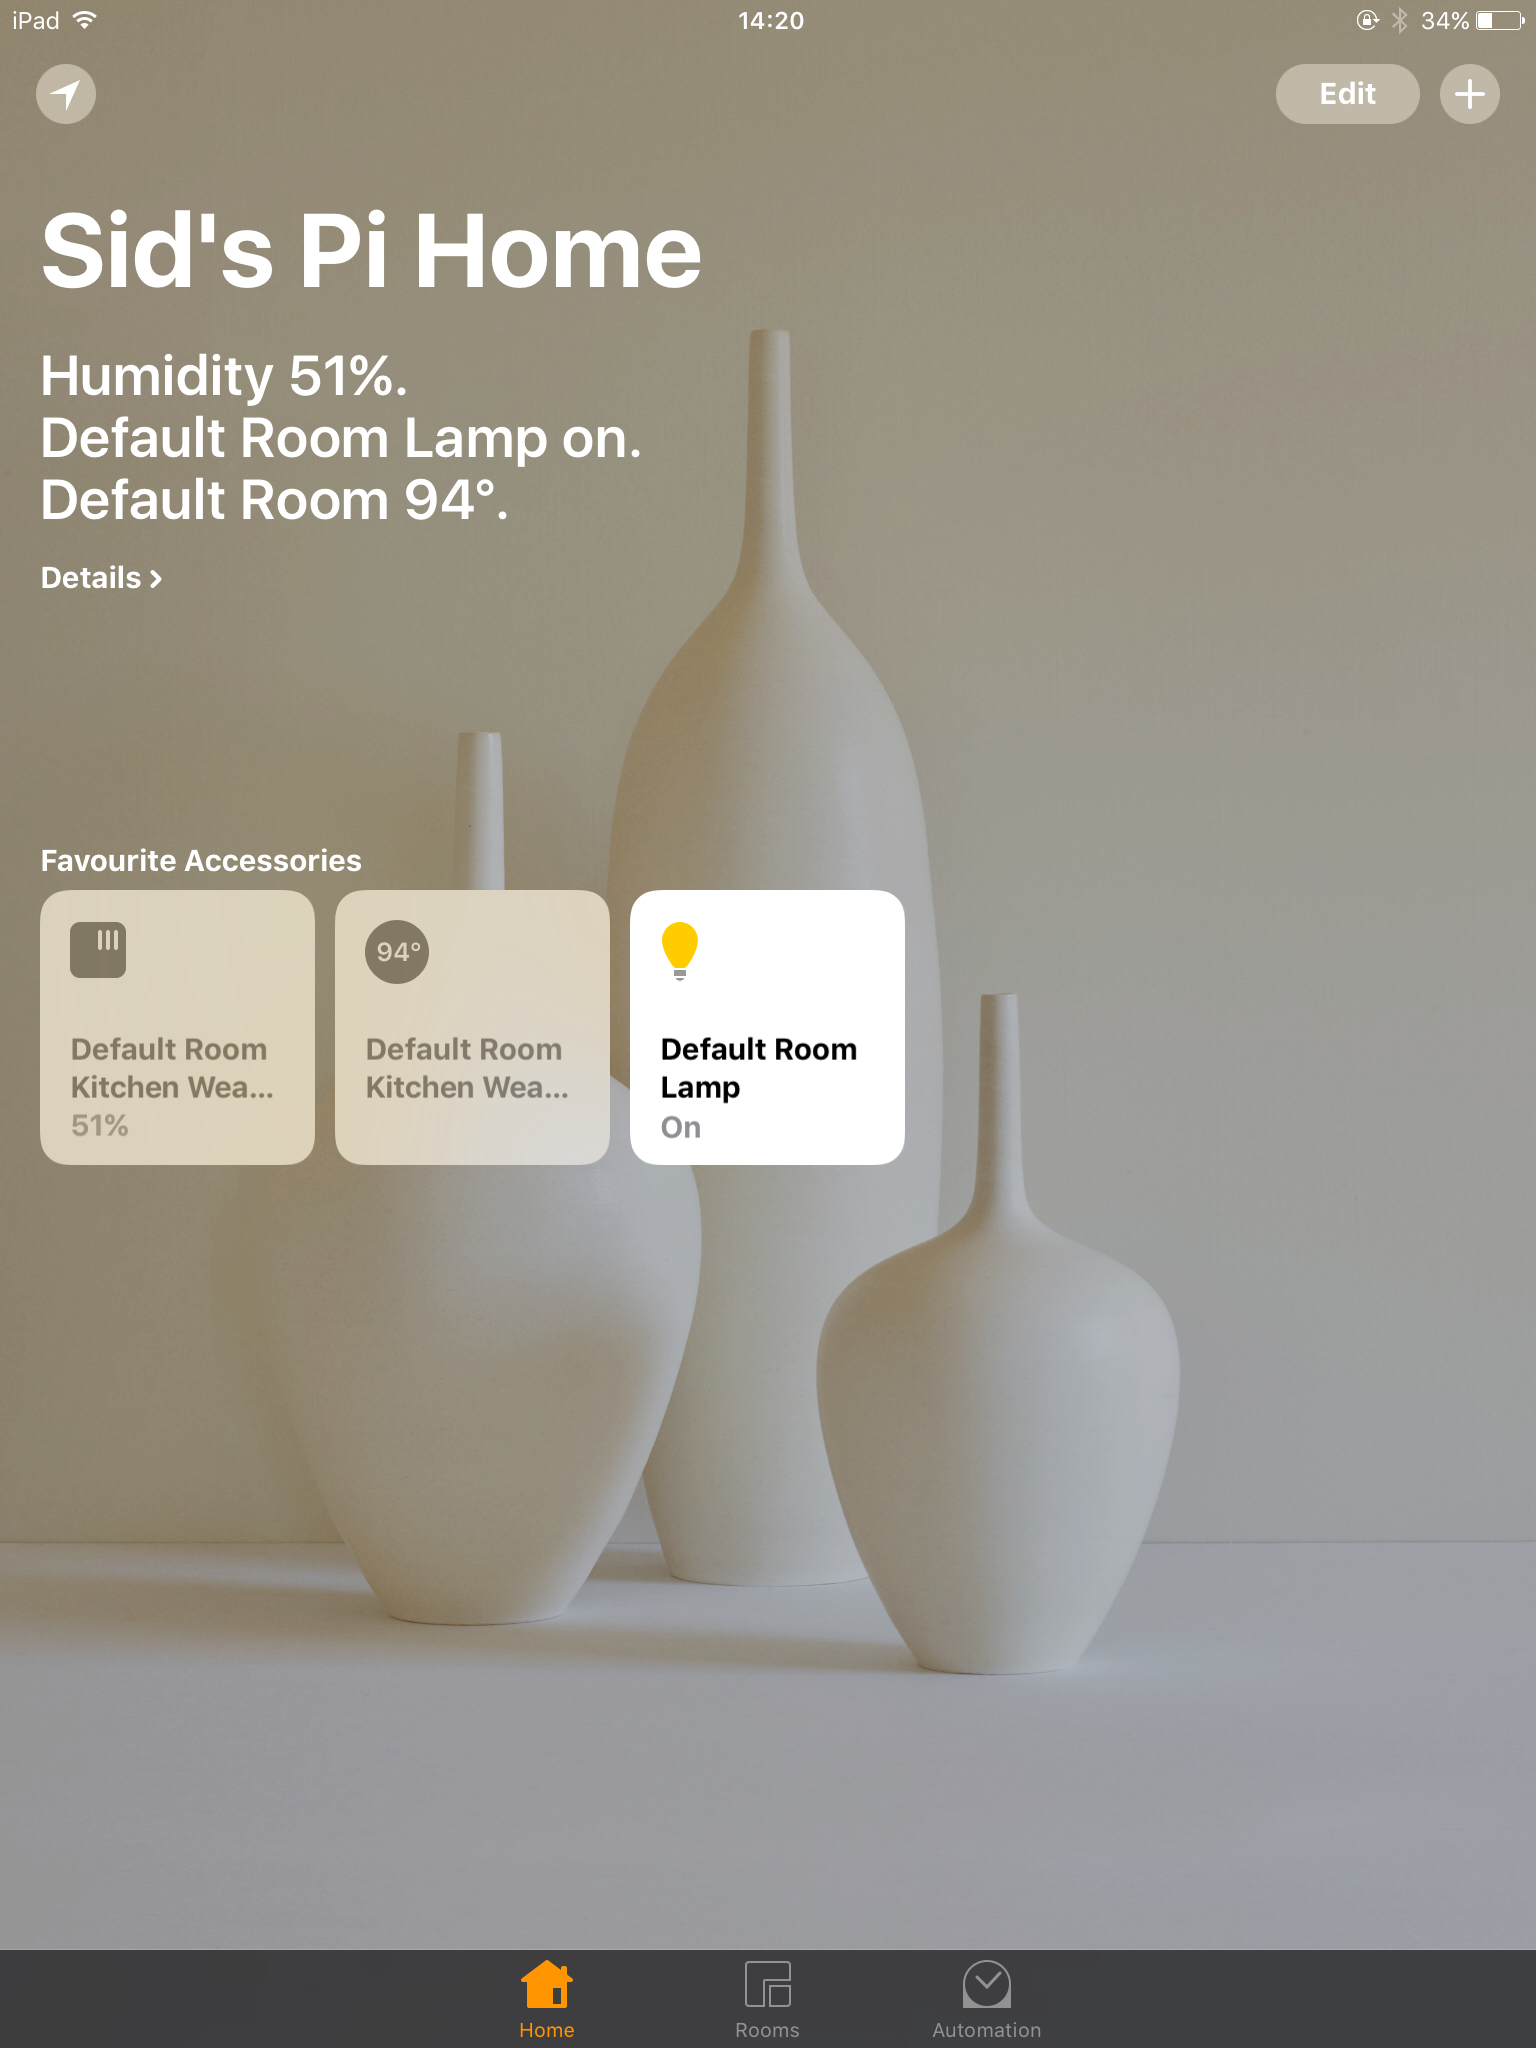 iPad 14:20 34%
Edit
Sid's Pi Home
Humidity 51%.
Default Room Lamp on.
Default Room 94°.
Details
Favourite Accessories
Default Room
Kitchen Wea...
51%
94°
Default Room
Kitchen Wea...
Default Room
Lamp
On
Home Rooms Automation